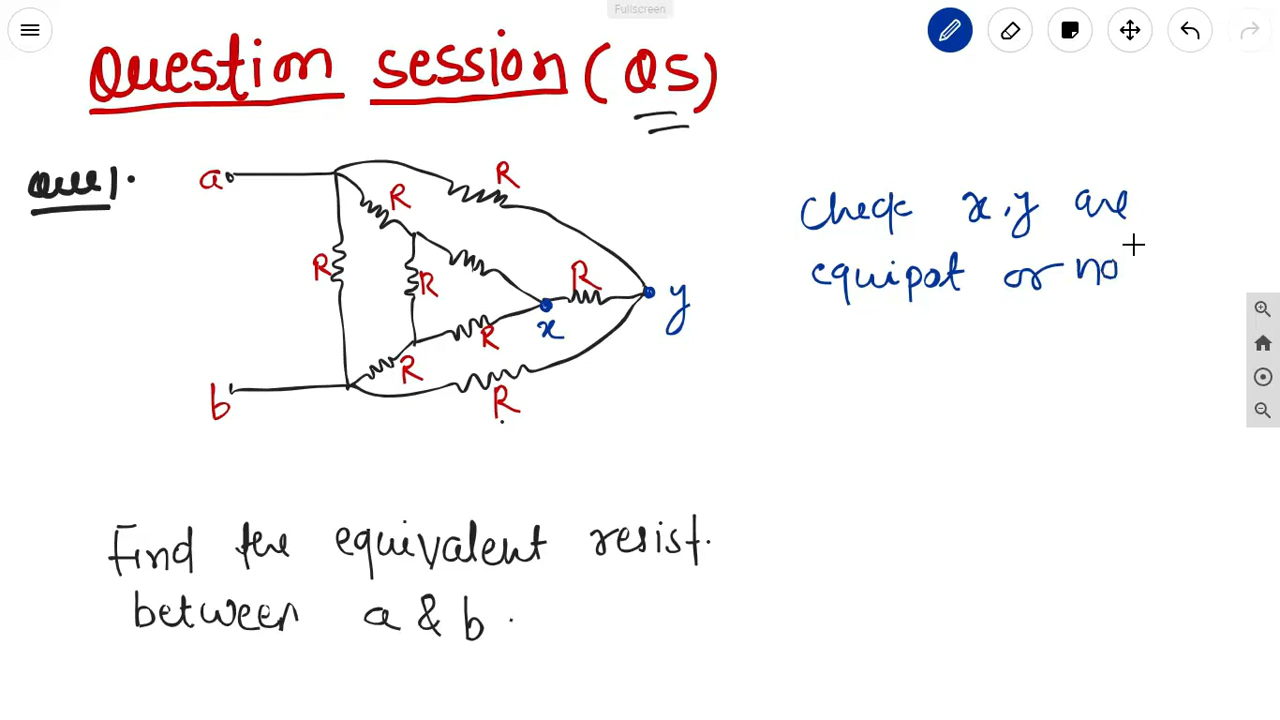 Fullscreen
Question session (QS)
Que 1.
a
R
R
R
R
R
y
x
R
R
b
R
Check x, y are
equipot or no
Find the equivalent resist.
between a & b.